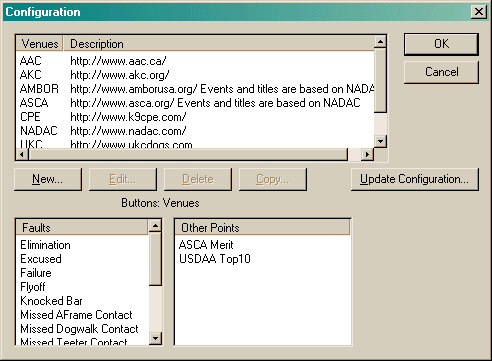 Configuration
Venues Description
OK
AAC http://www.aac.ca/
AKC http://www.akc.org/
Cancel
AMBOR http://www.amborusa.org/ Events and titles are based on NADA
ASCA http://www.asca.org/ Events and titles are based on NADAC
CPE http://www.k9cpe.com/
NADAC http://www.nadac.com/
UKC http://www.ukcdogs.com
New... Edit... Delete Copy... Update Configuration...
Buttons: Venues
Faults Other Points
Elimination ASCA Merit
Excused USDAA Top10
Failure
Flyoff
Knocked Bar
Missed AFrame Contact
Missed Dogwalk Contact
Missed Teeter Contact